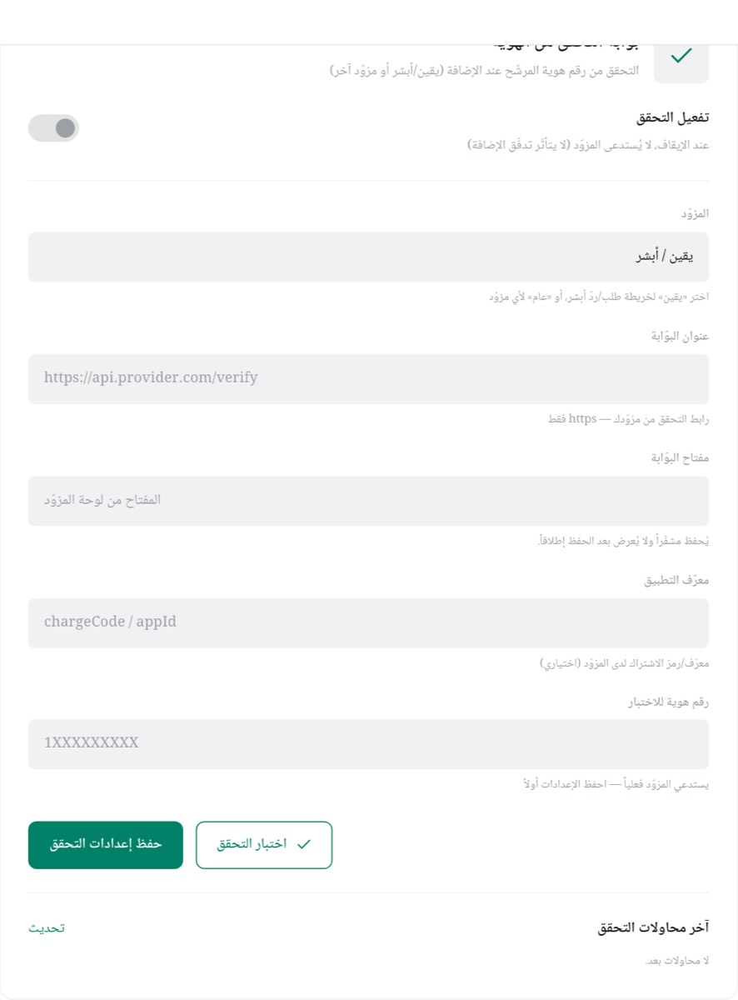 بوابة التحقق من الهوية
التحقق من رقم هوية المرشّح عند الإضافة (يقين/أبشر أو مزوّد آخر)
تفعيل التحقق
عند الإيقاف، لا يُستدعى المزوّد (لا يتأثّر تدفّق الإضافة)
المزوّد
يقين / أبشر
اختر «يقين» لخريطة طلب/ردّ أبشر، أو «عام» لأي مزوّد
عنوان البوّابة
https://api.provider.com/verify
رابط التحقق من مزوّدك — https فقط
مفتاح البوّابة
المفتاح من لوحة المزوّد
يُحفظ مشفّراً ولا يُعرض بعد الحفظ إطلاقاً.
معرّف التطبيق
chargeCode / appId
معرّف/رمز الاشتراك لدى المزوّد (اختياري)
رقم هوية للاختبار
1XXXXXXXXX
يستدعي المزوّد فعلياً — احفظ الإعدادات أولاً
اختبار التحقق
حفظ إعدادات التحقق
آخر محاولات التحقق
تحديث
لا محاولات بعد.